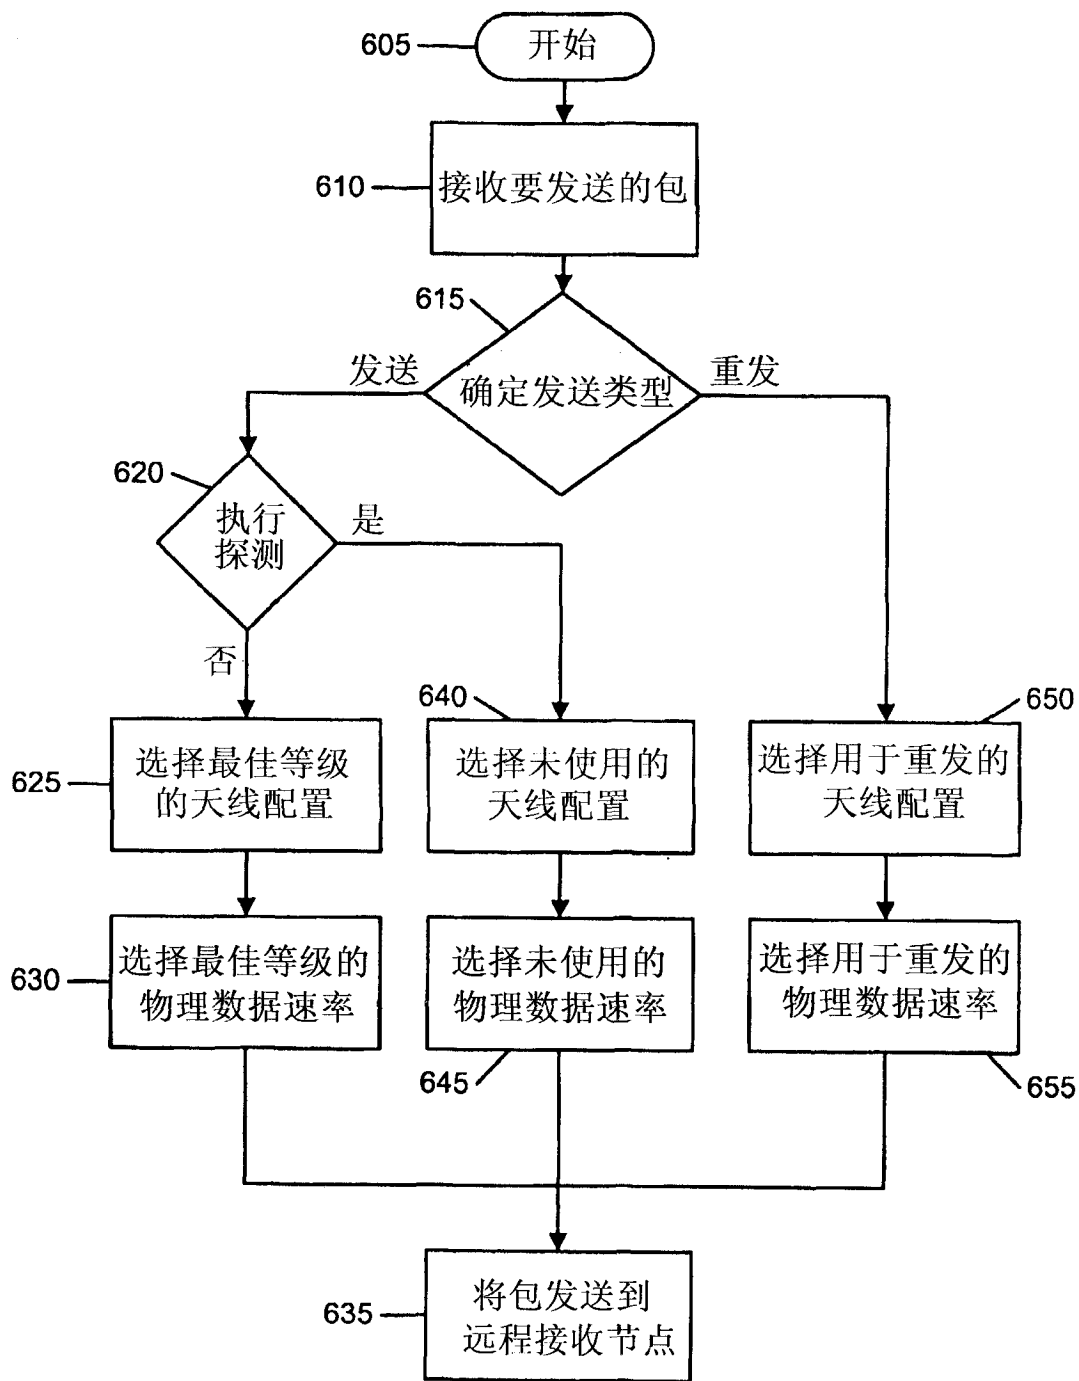 605
开始
610
接收要发送的包
615
发送
确定发送类型
重发
620
执行
探测
是
否
625
选择最佳等级
的天线配置
640
选择未使用的
天线配置
650
选择用于重发的
天线配置
630
选择最佳等级的
物理数据速率
选择未使用的
物理数据速率
645
选择用于重发的
物理数据速率
655
635
将包发送到
远程接收节点